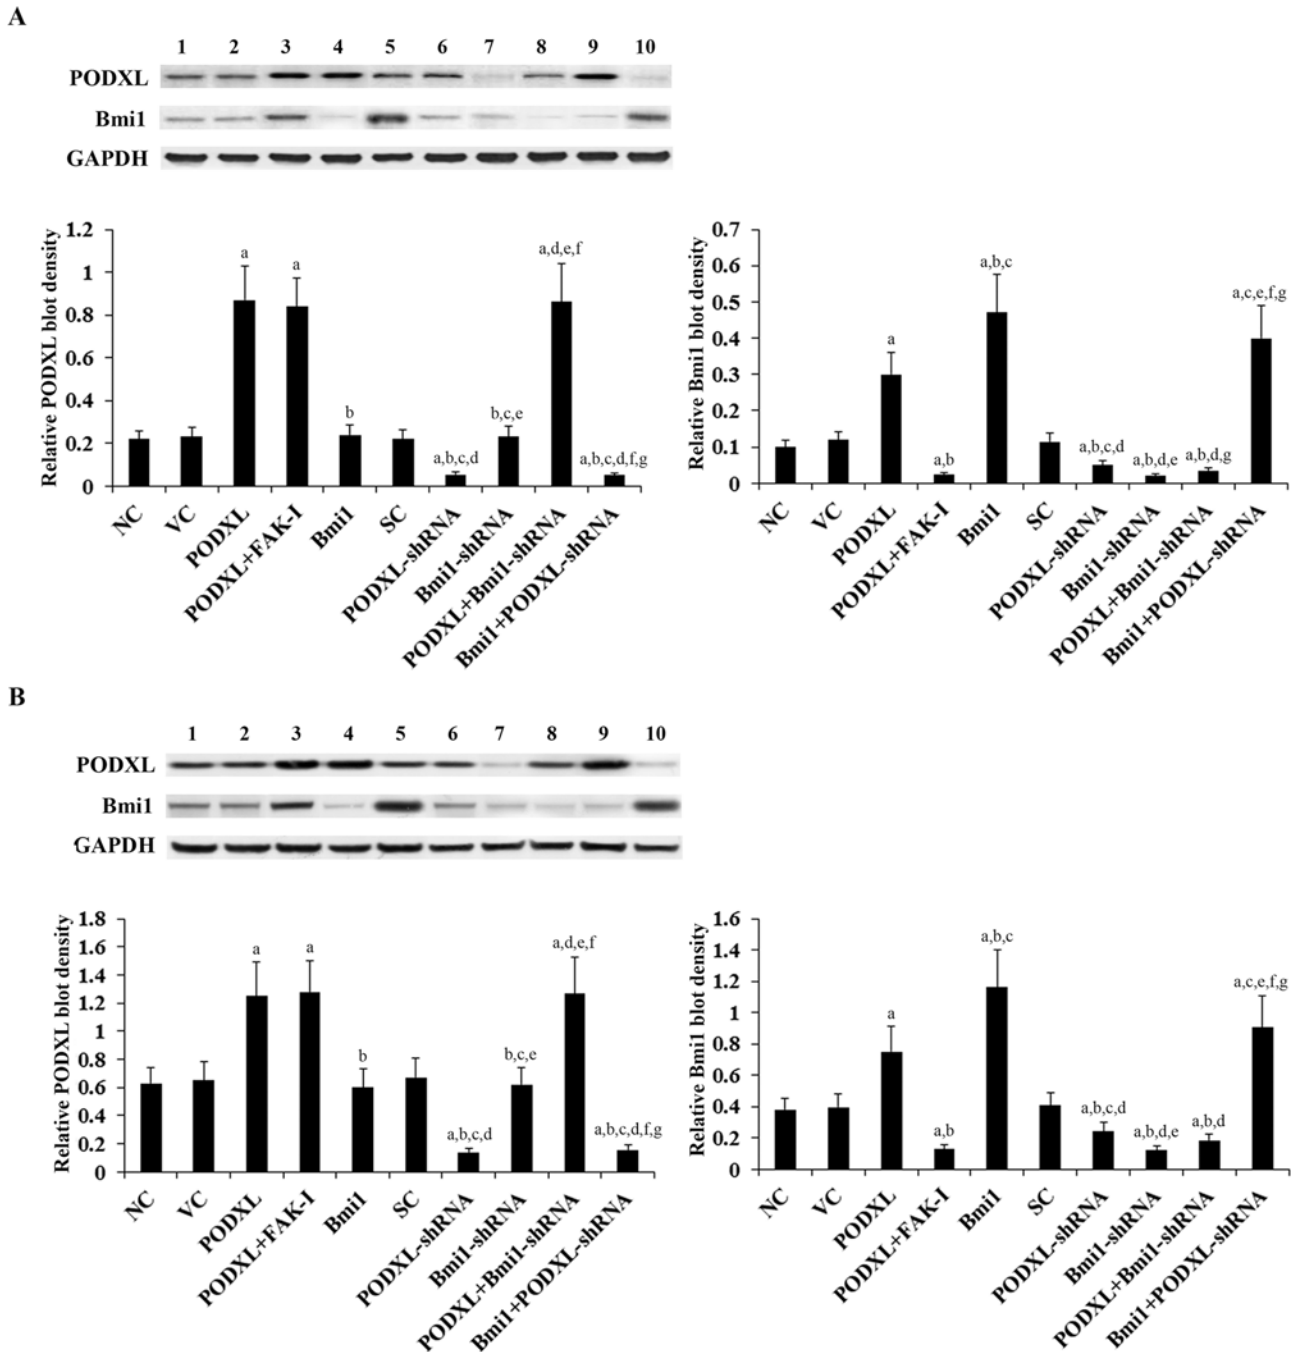 A
1 2 3 4 5 6 7 8 9 10
PODXL
Bmi1
GAPDH
Relative PODXL blot density
1.2
1
0.8
0.6
0.4
0.2
0
a
a
b
a,b,c,d
b,c,e
a,d,e,f
a,b,c,d,f,g
NC
VC
PODXL
PODXL+FAK-I
Bmi1
SC
PODXL-shRNA
Bmi1-shRNA
PODXL+Bmi1-shRNA
Bmi1+PODXL-shRNA
Relative Bmi1 blot density
0.7
0.6
0.5
0.4
0.3
0.2
0.1
0
a
a,b
a,b,c
a,b,c,d
a,b,d,e
a,b,d,g
a,c,e,f,g
NC
VC
PODXL
PODXL+FAK-I
Bmi1
SC
PODXL-shRNA
Bmi1-shRNA
PODXL+Bmi1-shRNA
Bmi1+PODXL-shRNA
B
1 2 3 4 5 6 7 8 9 10
PODXL
Bmi1
GAPDH
Relative PODXL blot density
1.8
1.6
1.4
1.2
1
0.8
0.6
0.4
0.2
0
a
a
b
a,b,c,d
b,c,e
a,d,e,f
a,b,c,d,f,g
NC
VC
PODXL
PODXL+FAK-I
Bmi1
SC
PODXL-shRNA
Bmi1-shRNA
PODXL+Bmi1-shRNA
Bmi1+PODXL-shRNA
Relative Bmi1 blot density
1.6
1.4
1.2
1
0.8
0.6
0.4
0.2
0
a
a,b
a,b,c
a,b,c,d
a,b,d,e
a,b,d
a,c,e,f,g
NC
VC
PODXL
PODXL+FAK-I
Bmi1
SC
PODXL-shRNA
Bmi1-shRNA
PODXL+Bmi1-shRNA
Bmi1+PODXL-shRNA